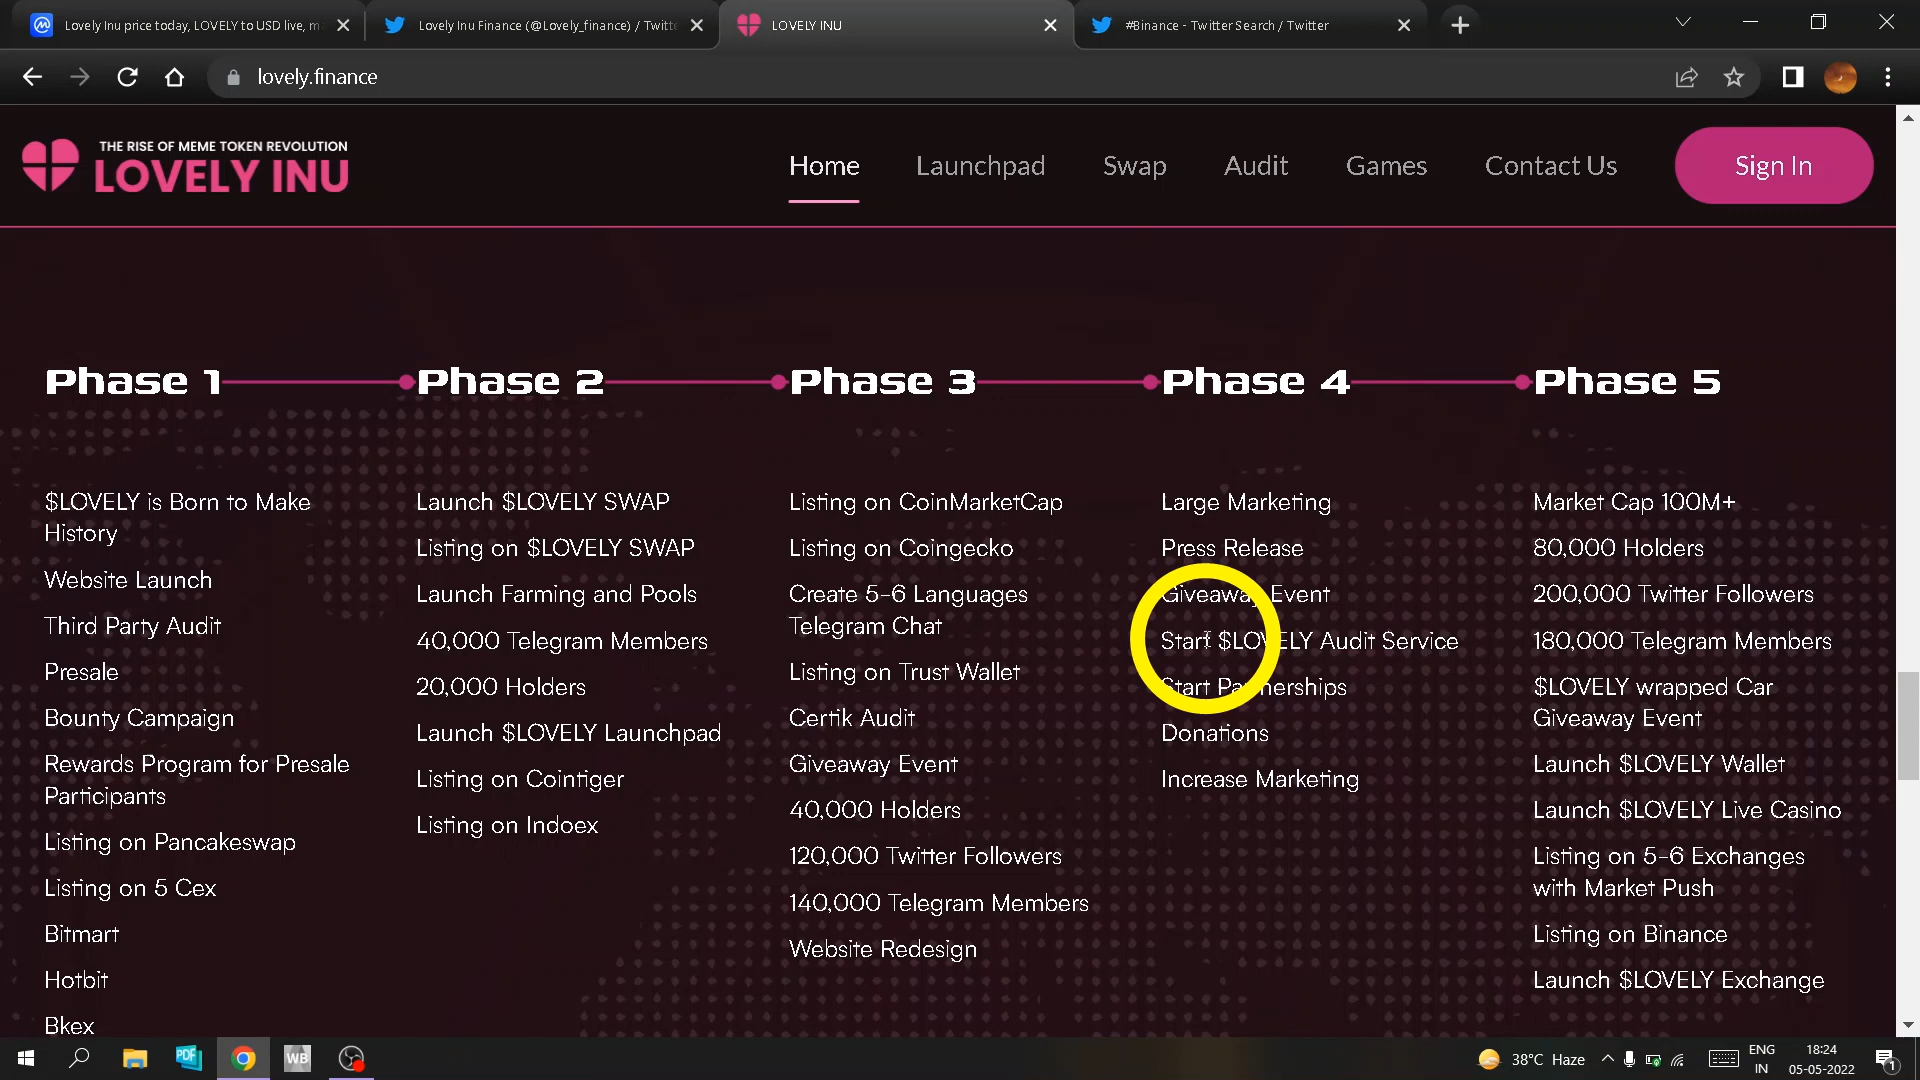 Lovely Inu price today, LOVELY to USD live, m
Lovely Inu Finance (@Lovely_finance) / Twitte
LOVELY INU
#Binance - Twitter Search / Twitter
lovely.finance
THE RISE OF MEME TOKEN REVOLUTION
LOVELY INU
Home
Launchpad
Swap
Audit
Games
Contact Us
Sign In
Phase 1
Phase 2
Phase 3
Phase 4
Phase 5
$LOVELY is Born to Make
History
Website Launch
Third Party Audit
Presale
Bounty Campaign
Rewards Program for Presale
Participants
Listing on Pancakeswap
Listing on 5 Cex
Bitmart
Hotbit
Bkex
Launch $LOVELY SWAP
Listing on $LOVELY SWAP
Launch Farming and Pools
40,000 Telegram Members
20,000 Holders
Launch $LOVELY Launchpad
Listing on Cointiger
Listing on Indoex
Listing on CoinMarketCap
Listing on Coingecko
Create 5-6 Languages
Telegram Chat
Listing on Trust Wallet
Certik Audit
Giveaway Event
40,000 Holders
120,000 Twitter Followers
140,000 Telegram Members
Website Redesign
Large Marketing
Press Release
Giveaway Event
Start $LOVELY Audit Service
Start Partnerships
Donations
Increase Marketing
Market Cap 100M+
80,000 Holders
200,000 Twitter Followers
180,000 Telegram Members
$LOVELY wrapped Car
Giveaway Event
Launch $LOVELY Wallet
Launch $LOVELY Live Casino
Listing on 5-6 Exchanges
with Market Push
Listing on Binance
Launch $LOVELY Exchange
PDF
WB
38°C Haze
ENG
IN
18:24
05-05-2022
1